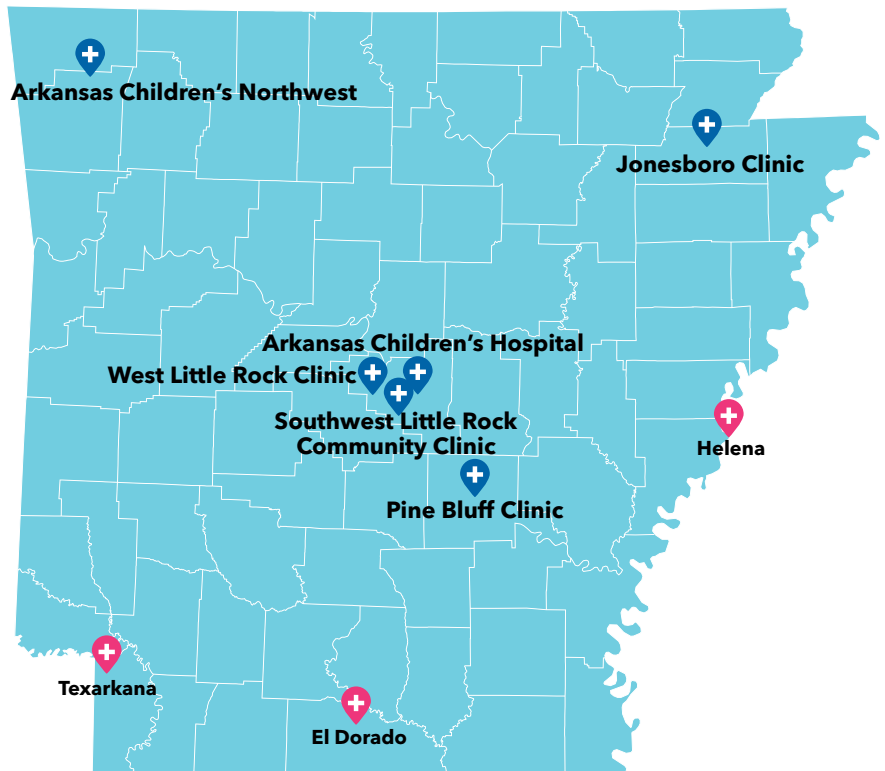 Arkansas Children’s Northwest
Jonesboro Clinic
Arkansas Children’s Hospital
West Little Rock Clinic
Southwest Little Rock
Community Clinic
Helena
Pine Bluff Clinic
Texarkana
El Dorado